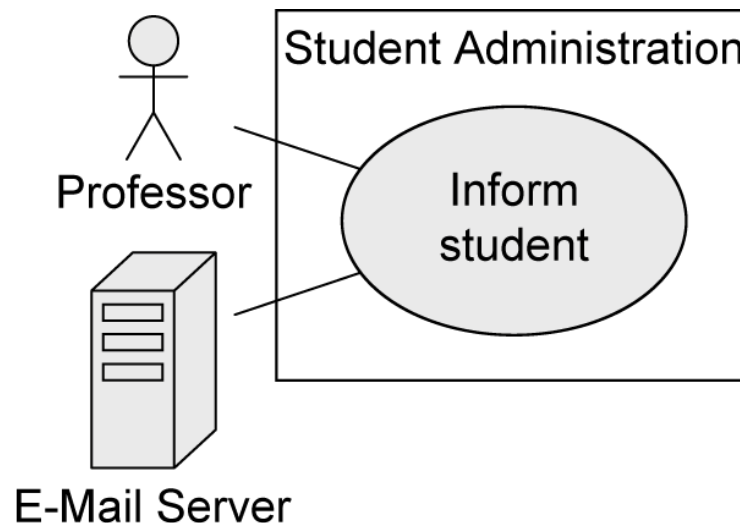 Student Administration
Professor
Inform
student
E-Mail Server